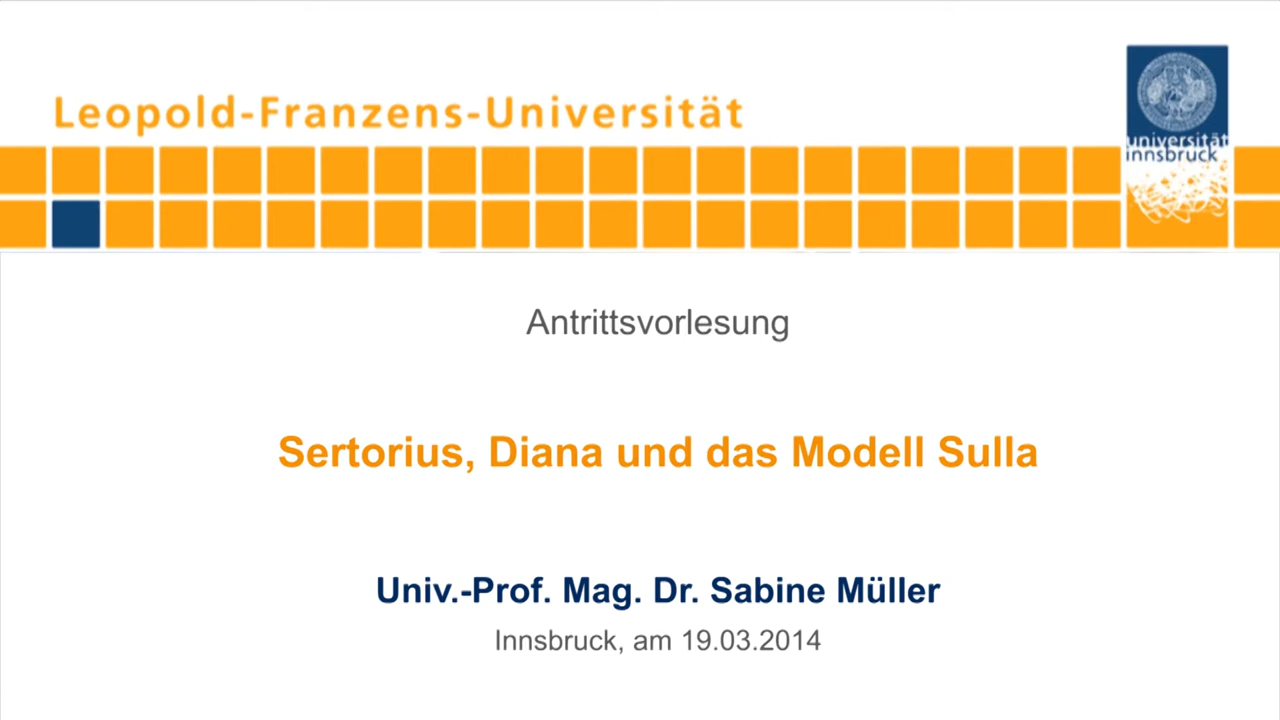 Leopold-Franzens-Universität
universität
innsbruck
Antrittsvorlesung
Sertorius, Diana und das Modell Sulla
Univ.-Prof. Mag. Dr. Sabine Müller
Innsbruck, am 19.03.2014